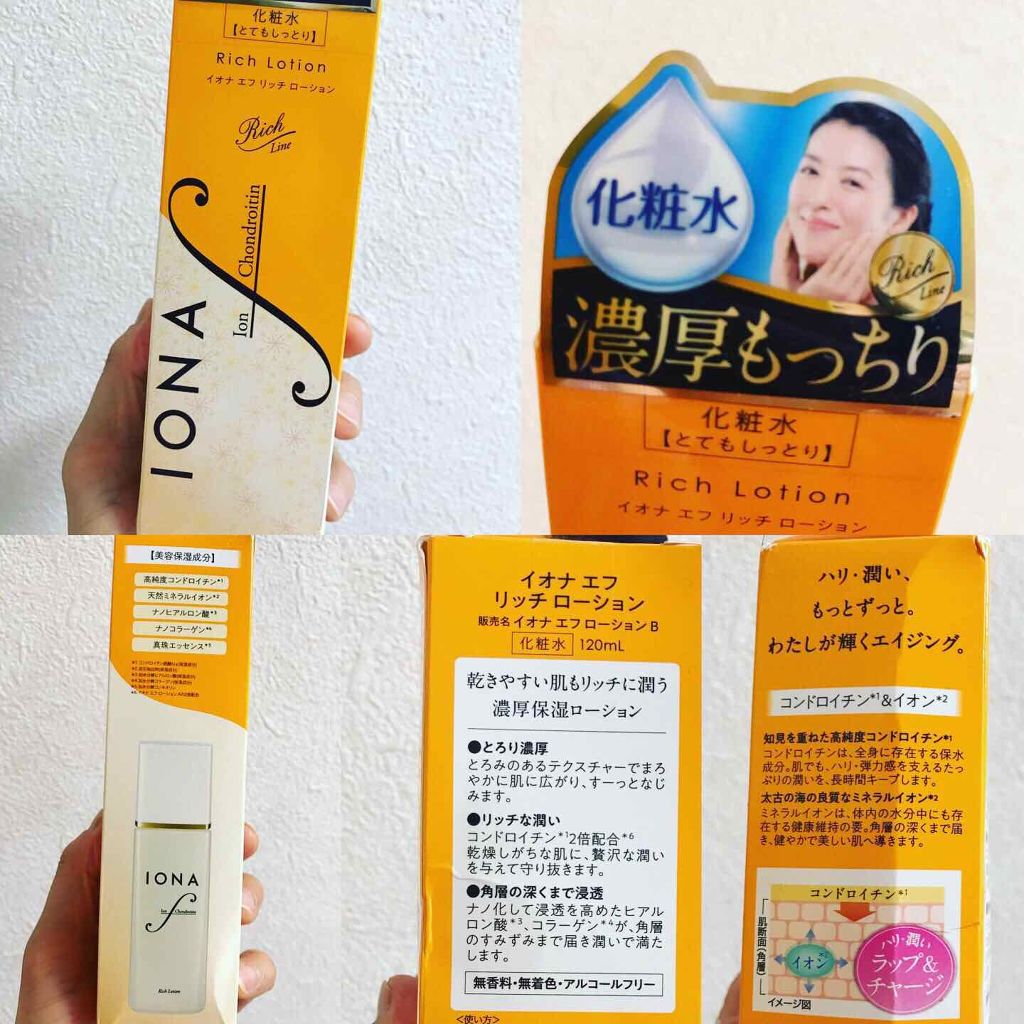 化粧水
【とてもしっとり】
Rich Lotion
イオナ エフ リッチ ローション
Rich
Line
IONA
Ion Chondroitin
化粧水
Rich
Line
濃厚もっちり
化粧水
【とてもしっとり】
Rich Lotion
イオナ エフ リッチ ローション
【美容保湿成分】
高純度コンドロイチン*1
天然ミネラルイオン*2
ナノヒアルロン酸*3
ナノコラーゲン*4
真珠エッセンス*5
IONA
Ion Chondroitin
Rich Lotion
イオナ エフ
リッチ ローション
販売名 イオナ エフ ローション B
化粧水 120mL
乾きやすい肌もリッチに潤う
濃厚保湿ローション
●とろり濃厚
とろみのあるテクスチャーでまろ
やかに肌に広がり、すーっとなじ
みます。
●リッチな潤い
コンドロイチン*1 2倍配合*6
乾燥しがちな肌に、贅沢な潤い
を与えて守り抜きます。
●角層の深くまで浸透
ナノ化して浸透を高めたヒアル
ロン酸*3、コラーゲン*4が、角層
のすみずみまで届き潤いで満た
します。
無香料・無着色・アルコールフリー
<使い方>
ハリ・潤い、
もっとずっと。
わたしが輝くエイジング。
コンドロイチン*1&イオン*2
知見を重ねた高純度コンドロイチン*1
コンドロイチンは、全身に存在する保水
成分。肌でも、ハリ・弾力感を支えるたっ
ぷりの潤いを、長時間キープします。
太古の海の良質なミネラルイオン*2
ミネラルイオンは、体内の水分中にも存
在する健康維持の要。角層の深くまで届
き、健やかで美しい肌へ導きます。
コンドロイチン*1
肌断面(角層)
イオン*2
ハリ・潤い
ラップ&
チャージ
イメージ図